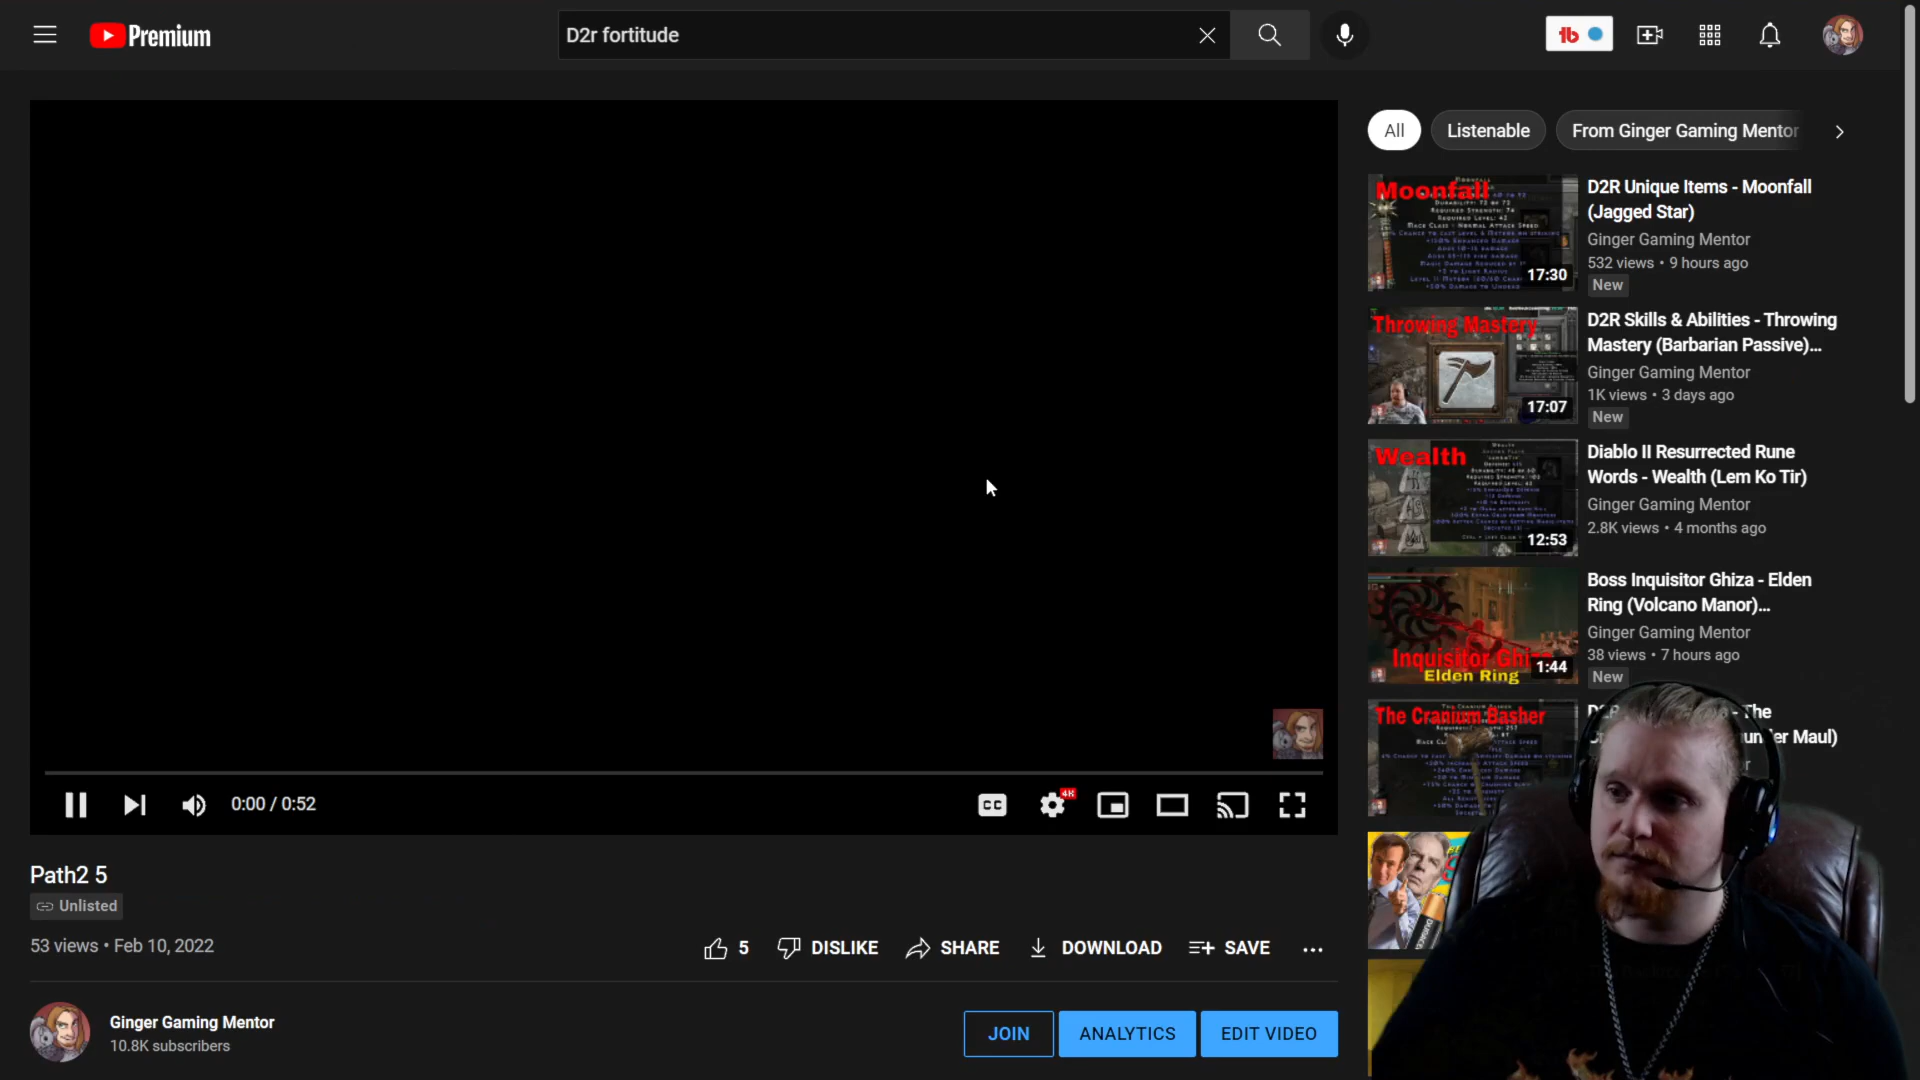 Premium
D2r fortitude
All
Listenable
From Ginger Gaming Mentor
Moonfall
17:30
D2R Unique Items - Moonfall
(Jagged Star)
Ginger Gaming Mentor
532 views • 9 hours ago
New
Throwing Mastery
17:07
D2R Skills & Abilities - Throwing
Mastery (Barbarian Passive)...
Ginger Gaming Mentor
1K views • 3 days ago
New
Wealth
12:53
Diablo II Resurrected Rune
Words - Wealth (Lem Ko Tir)
Ginger Gaming Mentor
2.8K views • 4 months ago
Inquisitor Ghiza
Elden Ring
1:44
Boss Inquisitor Ghiza - Elden
Ring (Volcano Manor)...
Ginger Gaming Mentor
38 views • 7 hours ago
New
The Cranium Basher
The
Maul)
0:00 / 0:52
CC
4K
Path2 5
Unlisted
53 views • Feb 10, 2022
5
DISLIKE
SHARE
DOWNLOAD
SAVE
Ginger Gaming Mentor
10.8K subscribers
JOIN
ANALYTICS
EDIT VIDEO